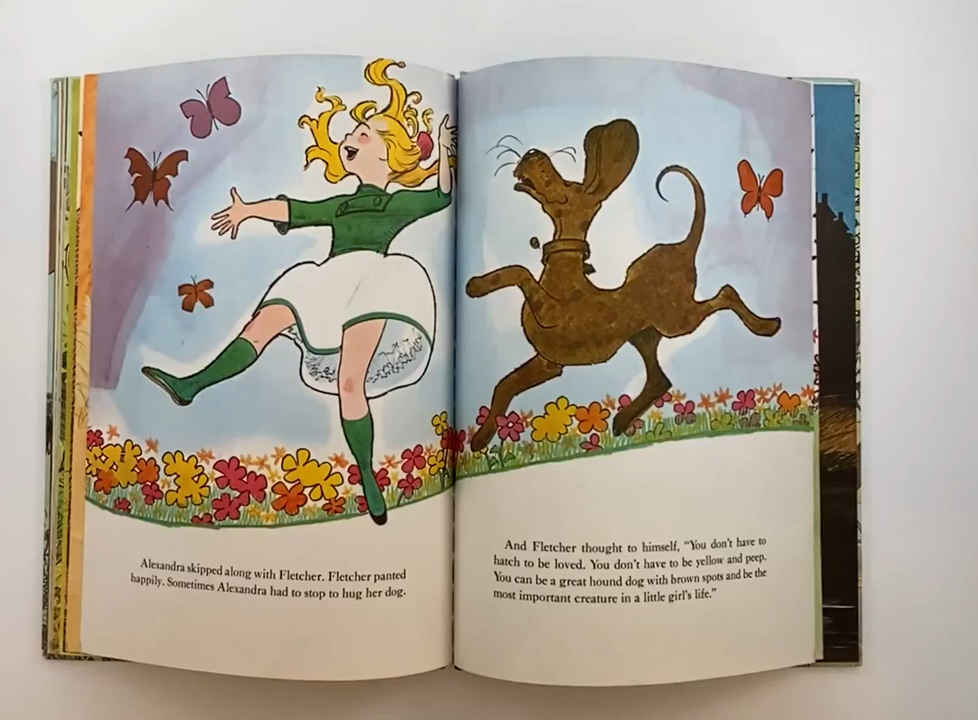 Alexandra skipped along with Fletcher. Fletcher panted
happily. Sometimes Alexandra had to stop to hug her dog.
And Fletcher thought to himself, “You don’t have to
hatch to be loved. You don’t have to be yellow and peep.
You can be a great hound dog with brown spots and be the
most important creature in a little girl’s life.”